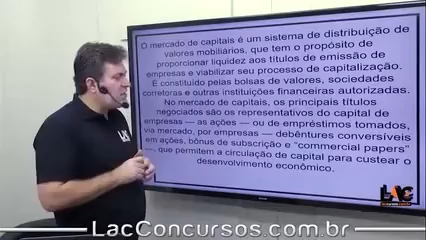 O mercado de capitais é um sistema de distribuição de
valores mobiliários, que tem o propósito de
proporcionar liquidez aos títulos de emissão de
empresas e viabilizar seu processo de capitalização.
É constituído pelas bolsas de valores, sociedades
corretoras e outras instituições financeiras autorizadas.
No mercado de capitais, os principais títulos
negociados são os representativos do capital de
empresas — as ações — ou de empréstimos tomados,
via mercado, por empresas — debêntures conversíveis
em ações, bônus de subscrição e “commercial papers”
—, que permitem a circulação de capital para custear o
desenvolvimento econômico.
LAC
LAC
LacConcursos.com.br